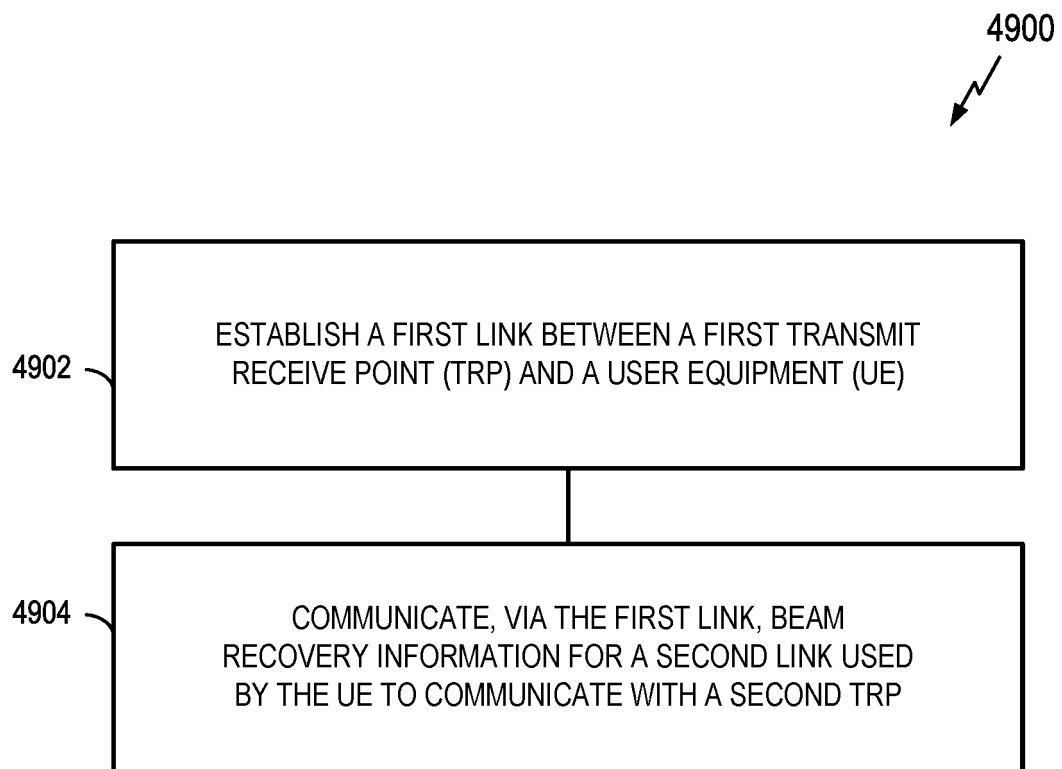 4900
4902
ESTABLISH A FIRST LINK BETWEEN A FIRST TRANSMIT
RECEIVE POINT (TRP) AND A USER EQUIPMENT (UE)
4904
COMMUNICATE, VIA THE FIRST LINK, BEAM
RECOVERY INFORMATION FOR A SECOND LINK USED
BY THE UE TO COMMUNICATE WITH A SECOND TRP